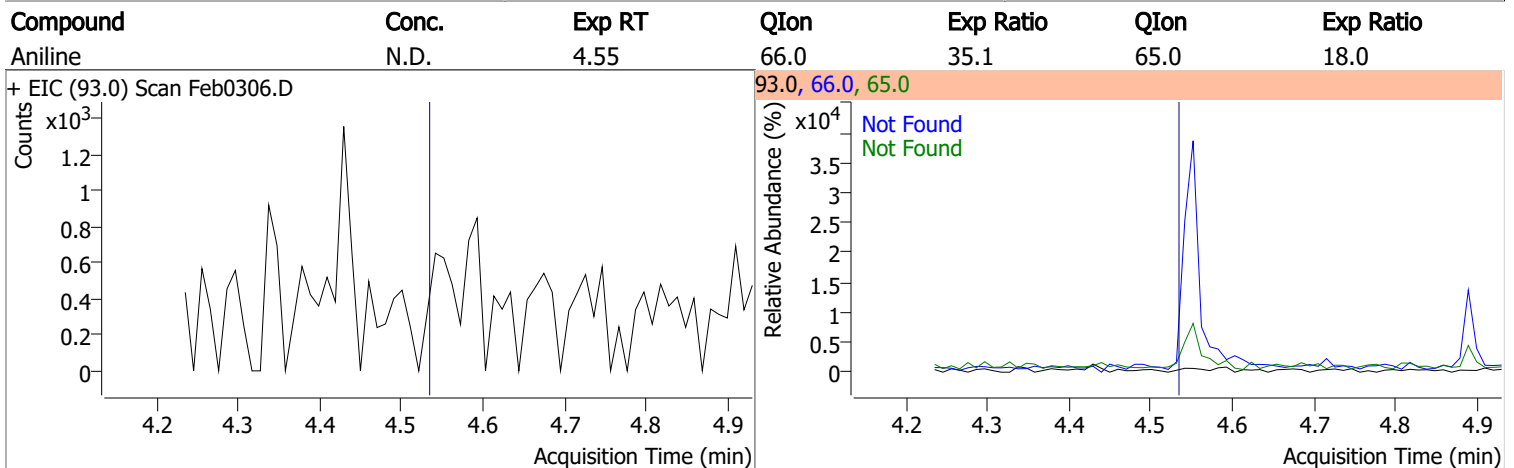 Compound Conc. Exp RT QIon Exp Ratio QIon Exp Ratio
Aniline N.D. 4.55 66.0 35.1 65.0 18.0
+ EIC (93.0) Scan Feb0306.D
Counts
x10³
1.2
1
0.8
0.6
0.4
0.2
0
4.2 4.3 4.4 4.5 4.6 4.7 4.8 4.9
Acquisition Time (min)
93.0, 66.0, 65.0
Relative Abundance (%)
x10⁴
Not Found
Not Found
3.5
3
2.5
2
1.5
1
0.5
0
4.2 4.3 4.4 4.5 4.6 4.7 4.8 4.9
Acquisition Time (min)